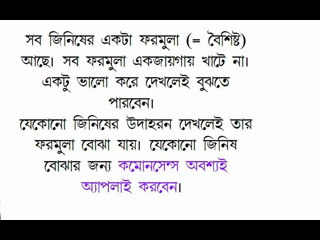 সব জিনিষের একটা ফরমুলা (= বৈশিষ্ট)
আছে। সব ফরমুলা একজায়গায় খাটে না।
একটু ভালো করে দেখলেই বুঝতে
পারবেন।
যেকোনো জিনিষের উদাহরন দেখলেই তার
ফরমুলা বোঝা যায়। যেকোনো জিনিষ
বোঝার জন্য কমোনসেন্স অবশ্যই
অ্যাপলাই করবেন।